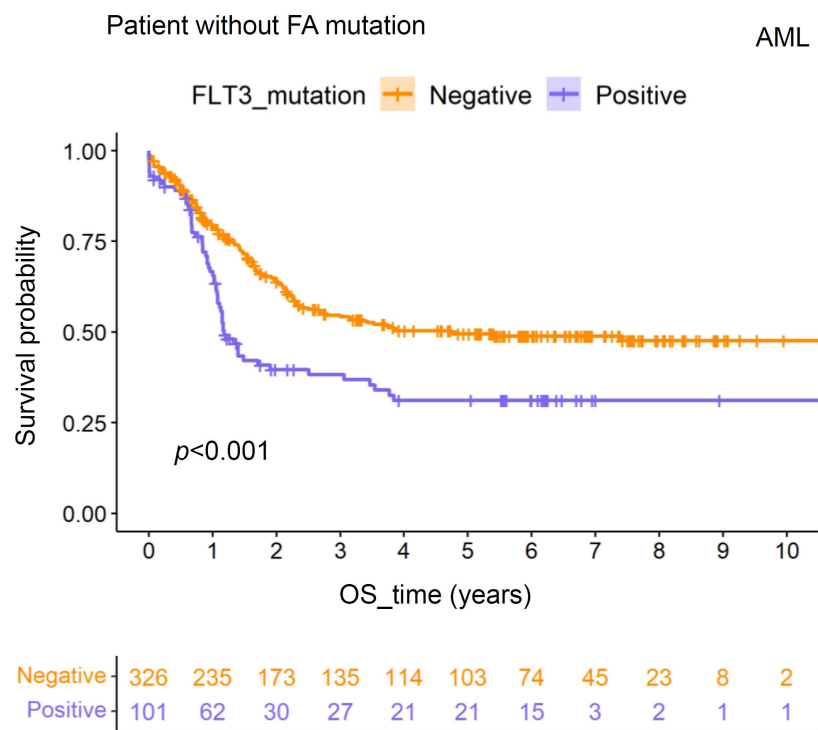 Patient without FA mutation
AML
FLT3_mutation Negative Positive
1.00
0.75
0.50
0.25
0.00
Survival probability
p<0.001
0 1 2 3 4 5 6 7 8 9 10
OS_time (years)
Negative 326 235 173 135 114 103 74 45 23 8 2
Positive 101 62 30 27 21 21 15 3 2 1 1